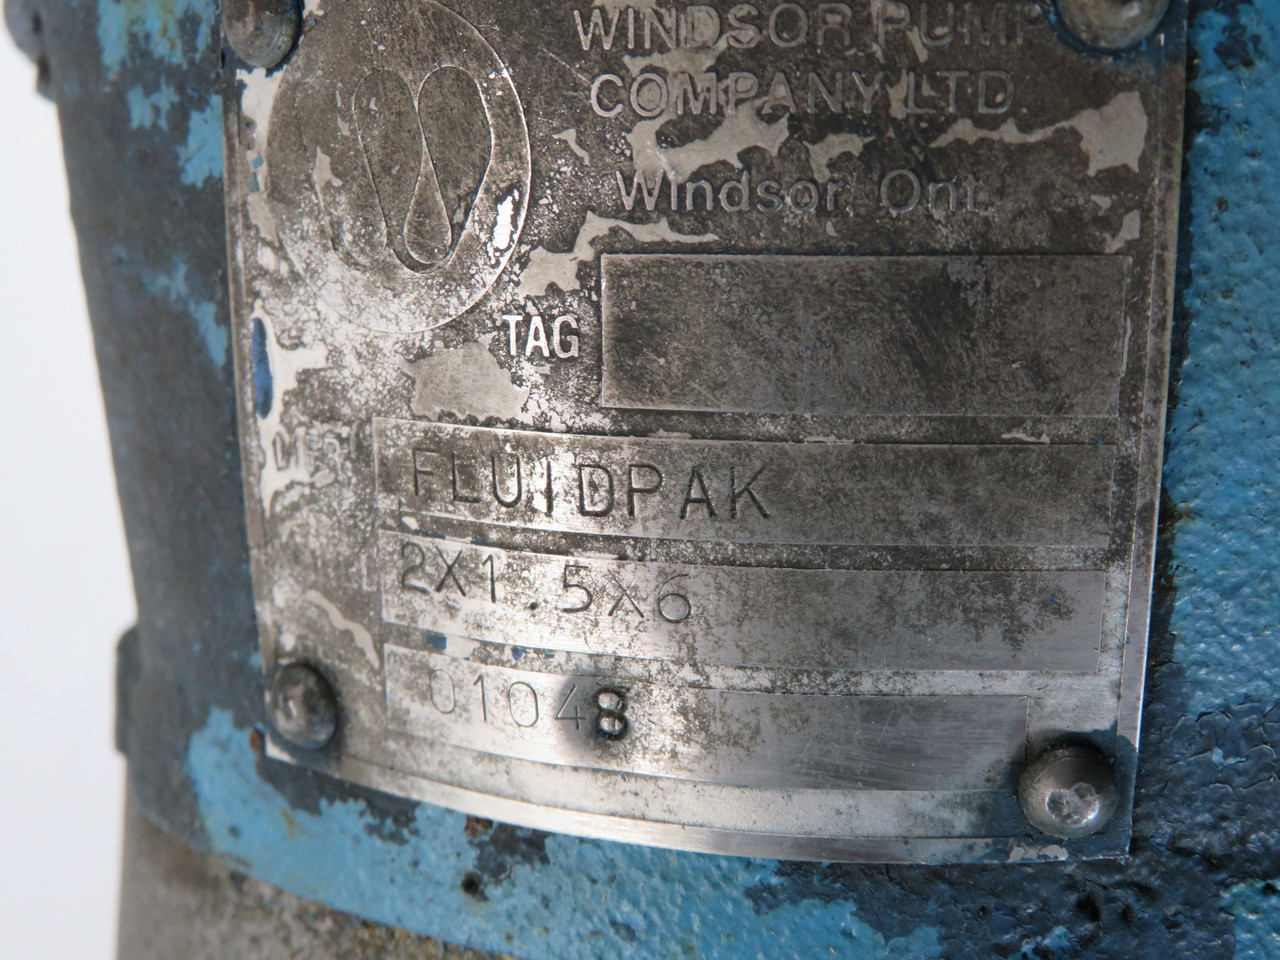 WINDSOR PUMP
COMPANY LTD.
Windsor, Ont.
TAG
FLUIDPAK
2X1.5X6
01048